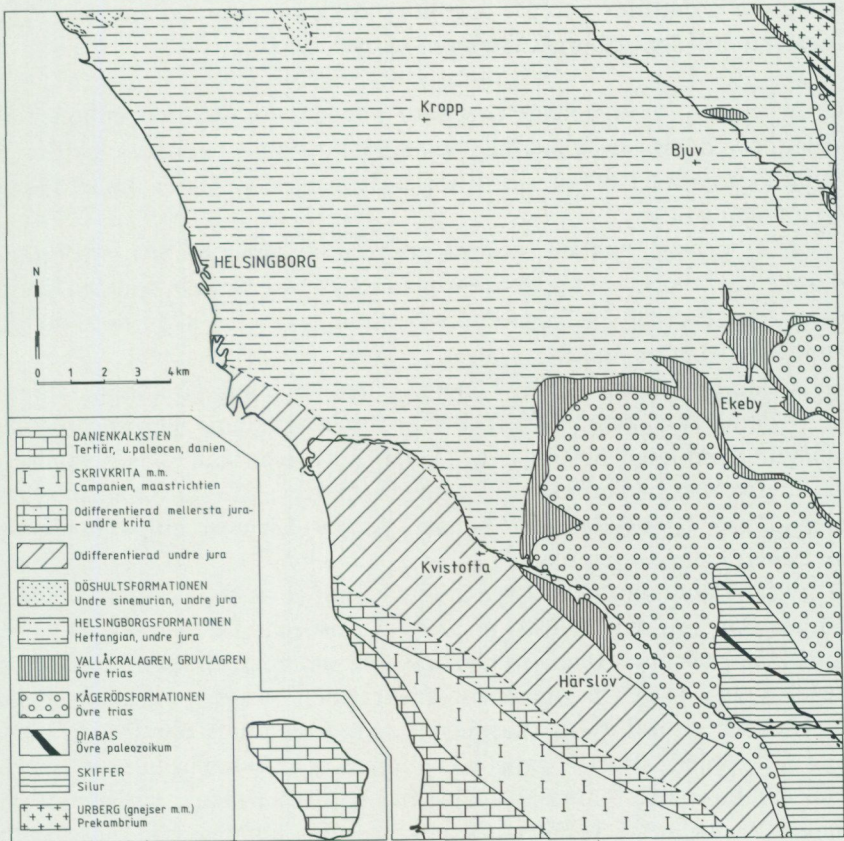 Kropp
Bjuv
HELSINGBORG
N
0 1 2 3 4 km
Ekeby
Kvistofta
Härslöv
DANIENKALKSTEN
Tertiär, u.paleocen, danien
SKRIVKRITA m.m.
Campanien, maastrichtien
Odifferentierad mellersta jura-
- undre krita
Odifferentierad undre jura
DÖSHULTSFORMATIONEN
Undre sinemurian, undre jura
HELSINGBORGSFORMATIONEN
Hettangian, undre jura
VALLÅKRALAGREN, GRUVLAGREN
Övre trias
KÅGERÖDSFORMATIONEN
Övre trias
DIABAS
Övre paleozoikum
SKIFFER
Silur
URBERG (gnejser m.m.)
Prekambrium